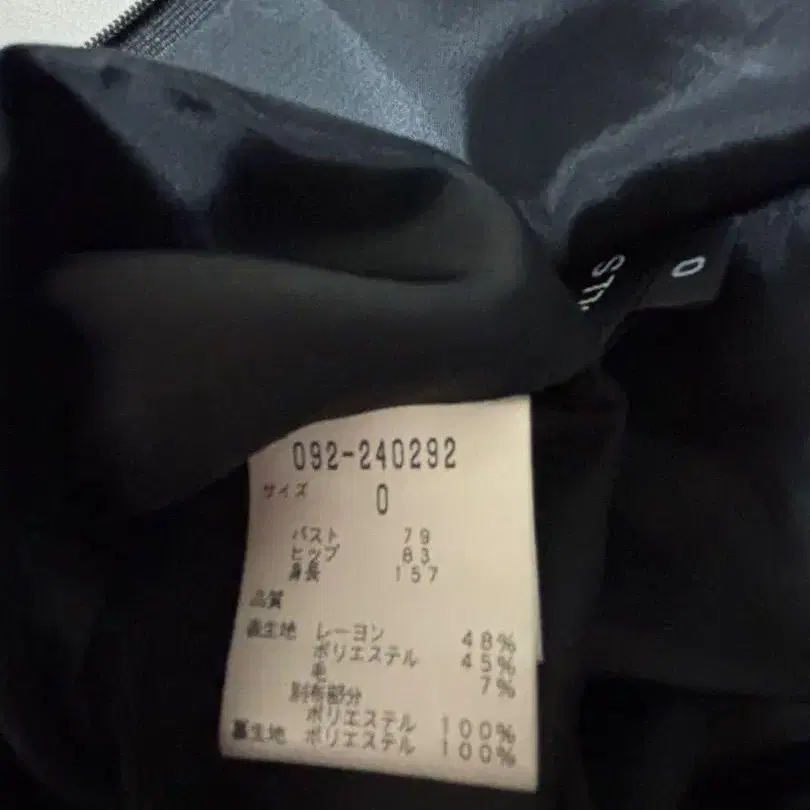 0
092-240292
サイズ 0
バスト 79
ヒップ 83
身長 157
品質
表生地 レーヨン 48%
ポリエステル 45%
毛 7%
別布部分
ポリエステル 100%
裏生地 ポリエステル 100%